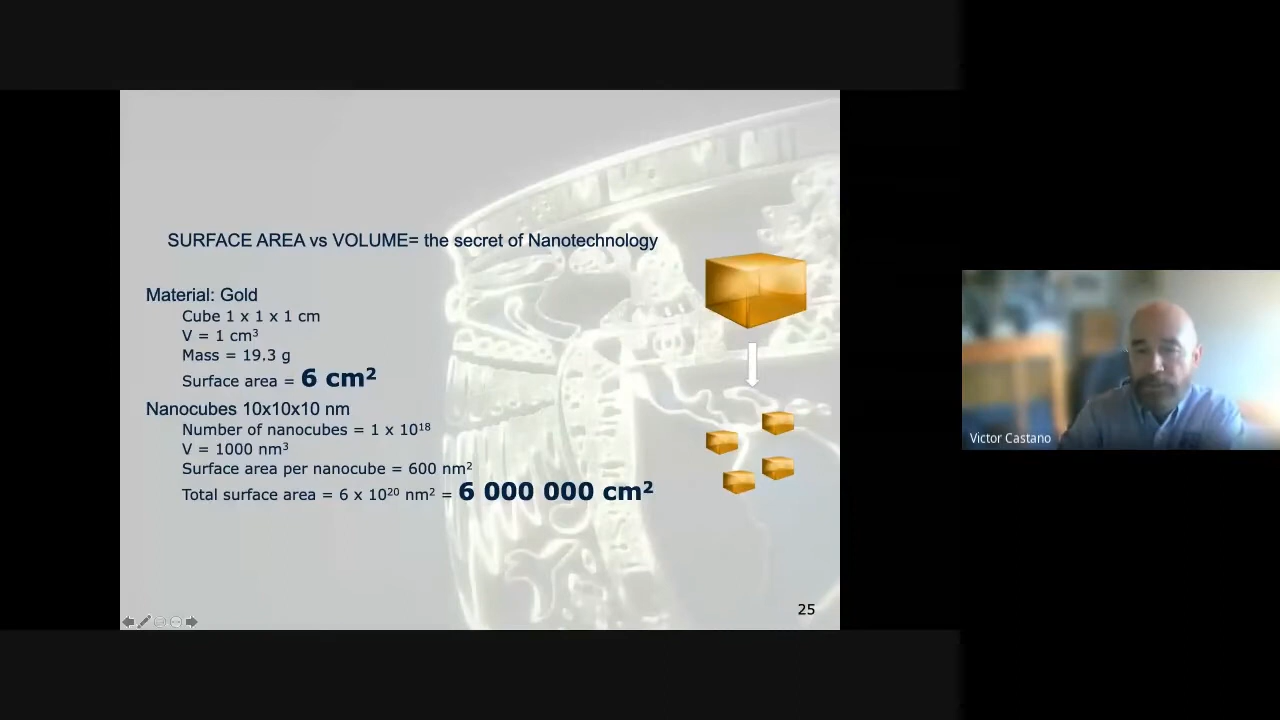 SURFACE AREA vs VOLUME= the secret of Nanotechnology
Material: Gold
Cube 1 x 1 x 1 cm
V = 1 cm³
Mass = 19.3 g
Surface area = 6 cm²
Nanocubes 10x10x10 nm
Number of nanocubes = 1 x 10¹⁸
V = 1000 nm³
Surface area per nanocube = 600 nm²
Total surface area = 6 x 10²⁰ nm² = 6 000 000 cm²
25
Victor Castano